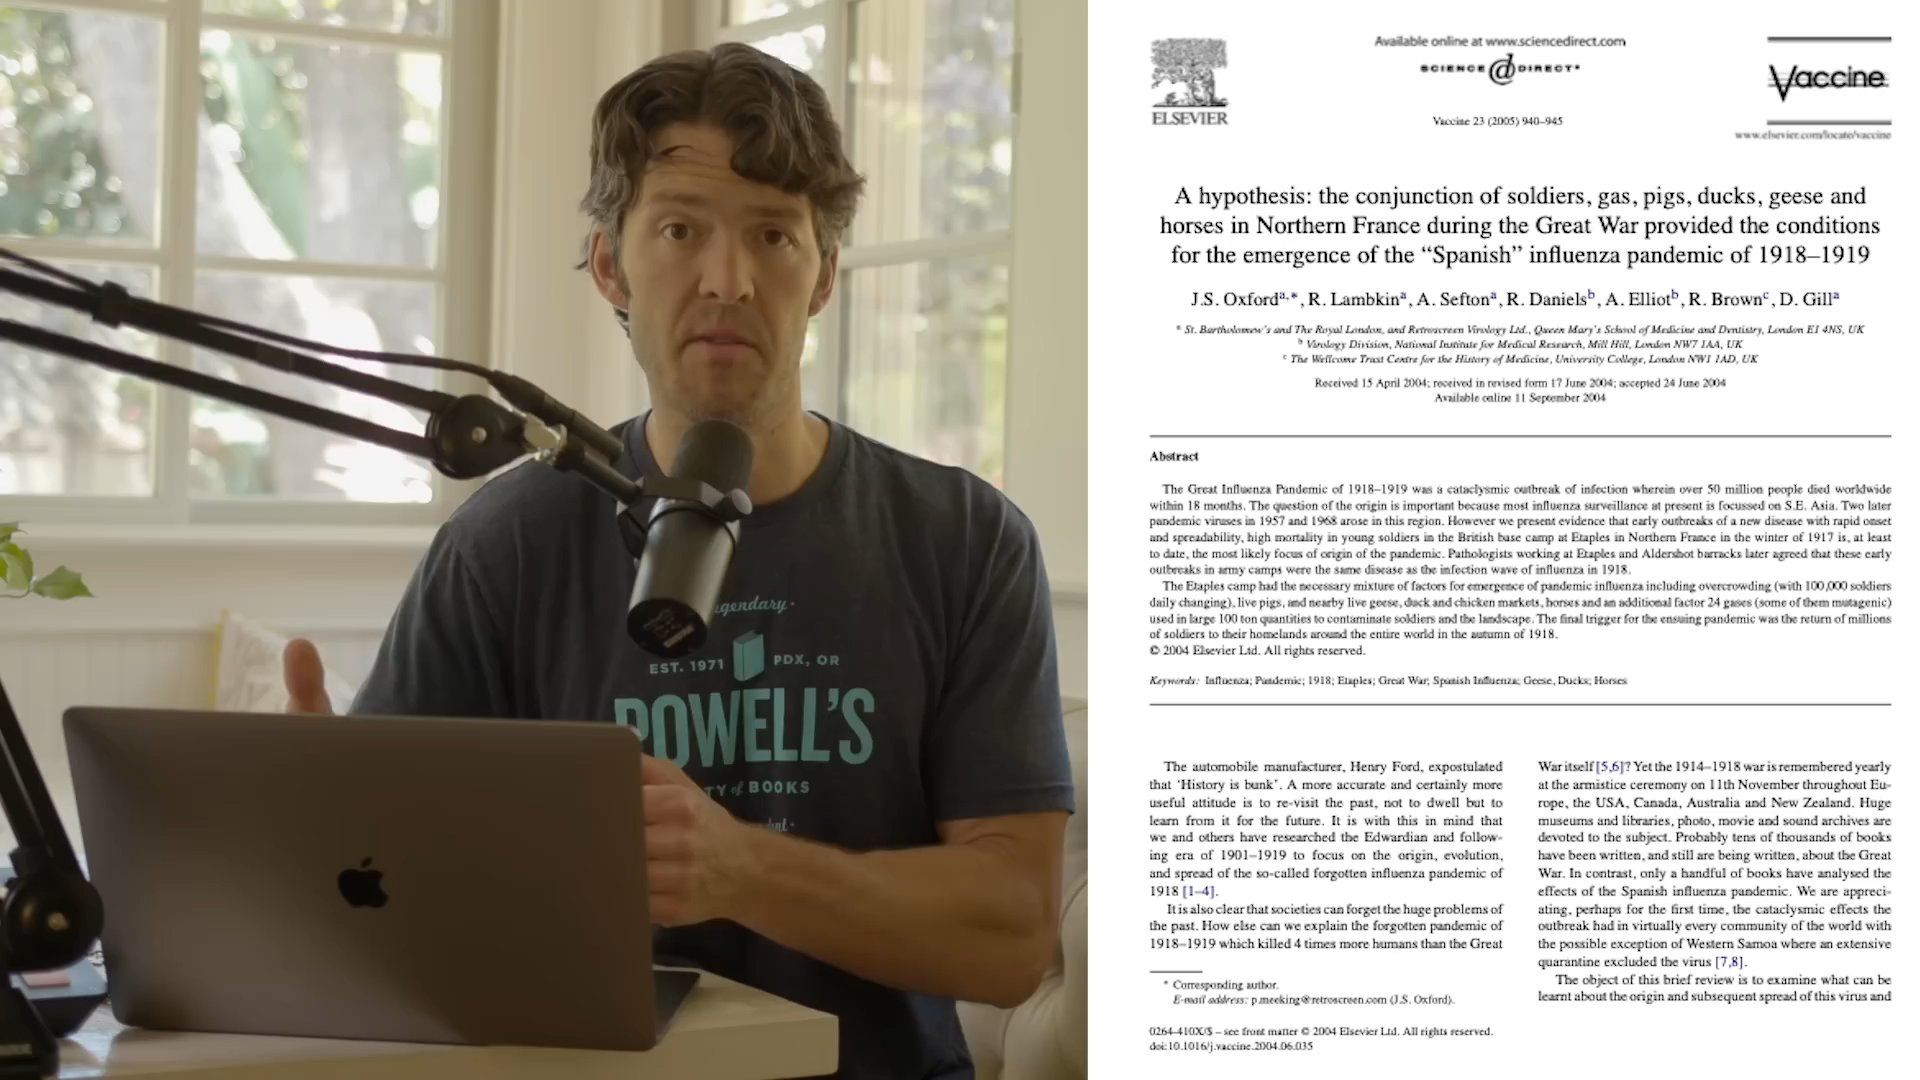 Legendary·
EST. 1971 PDX, OR
POWELL'S
of BOOKS
Available online at www.sciencedirect.com
SCIENCE @ DIRECT®
ELSEVIER
Vaccine
Vaccine 23 (2005) 940–945
www.elsevier.com/locate/vaccine
A hypothesis: the conjunction of soldiers, gas, pigs, ducks, geese and
horses in Northern France during the Great War provided the conditions
for the emergence of the “Spanish” influenza pandemic of 1918–1919
J.S. Oxfordᵃ,*, R. Lambkinᵃ, A. Seftonᵃ, R. Danielsᵇ, A. Elliotᵇ, R. Brownᶜ, D. Gillᵃ
ᵃ St. Bartholomew's and The Royal London, and Retroscreen Virology Ltd., Queen Mary's School of Medicine and Dentistry, London E1 4NS, UK
ᵇ Virology Division, National Institute for Medical Research, Mill Hill, London NW7 1AA, UK
ᶜ The Wellcome Trust Centre for the History of Medicine, University College, London NW1 1AD, UK
Received 15 April 2004; received in revised form 17 June 2004; accepted 24 June 2004
Available online 11 September 2004
Abstract
The Great Influenza Pandemic of 1918–1919 was a cataclysmic outbreak of infection wherein over 50 million people died worldwide
within 18 months. The question of the origin is important because most influenza surveillance at present is focussed on S.E. Asia. Two later
pandemic viruses in 1957 and 1968 arose in this region. However we present evidence that early outbreaks of a new disease with rapid onset
and spreadability, high mortality in young soldiers in the British base camp at Etaples in Northern France in the winter of 1917 is, at least
to date, the most likely focus of origin of the pandemic. Pathologists working at Etaples and Aldershot barracks later agreed that these early
outbreaks in army camps were the same disease as the infection wave of influenza in 1918.
The Etaples camp had the necessary mixture of factors for emergence of pandemic influenza including overcrowding (with 100,000 soldiers
daily changing), live pigs, and nearby live geese, duck and chicken markets, horses and an additional factor 24 gases (some of them mutagenic)
used in large 100 ton quantities to contaminate soldiers and the landscape. The final trigger for the ensuing pandemic was the return of millions
of soldiers to their homelands around the entire world in the autumn of 1918.
© 2004 Elsevier Ltd. All rights reserved.
Keywords: Influenza; Pandemic; 1918; Etaples; Great War; Spanish Influenza; Geese, Ducks; Horses
The automobile manufacturer, Henry Ford, expostulated
that 'History is bunk'. A more accurate and certainly more
useful attitude is to re-visit the past, not to dwell but to
learn from it for the future. It is with this in mind that
we and others have researched the Edwardian and follow-
ing era of 1901–1919 to focus on the origin, evolution,
and spread of the so-called forgotten influenza pandemic of
1918 [1–4].
It is also clear that societies can forget the huge problems of
the past. How else can we explain the forgotten pandemic of
1918–1919 which killed 4 times more humans than the Great
* Corresponding author.
E-mail address: p.meeking@retroscreen.com (J.S. Oxford).
War itself [5,6]? Yet the 1914–1918 war is remembered yearly
at the armistice ceremony on 11th November throughout Eu-
rope, the USA, Canada, Australia and New Zealand. Huge
museums and libraries, photo, movie and sound archives are
devoted to the subject. Probably tens of thousands of books
have been written, and still are being written, about the Great
War. In contrast, only a handful of books have analysed the
effects of the Spanish influenza pandemic. We are appreci-
ating, perhaps for the first time, the cataclysmic effects the
outbreak had in virtually every community of the world with
the possible exception of Western Samoa where an extensive
quarantine excluded the virus [7,8].
The object of this brief review is to examine what can be
learnt about the origin and subsequent spread of this virus and
0264-410X/$ – see front matter © 2004 Elsevier Ltd. All rights reserved.
doi:10.1016/j.vaccine.2004.06.035